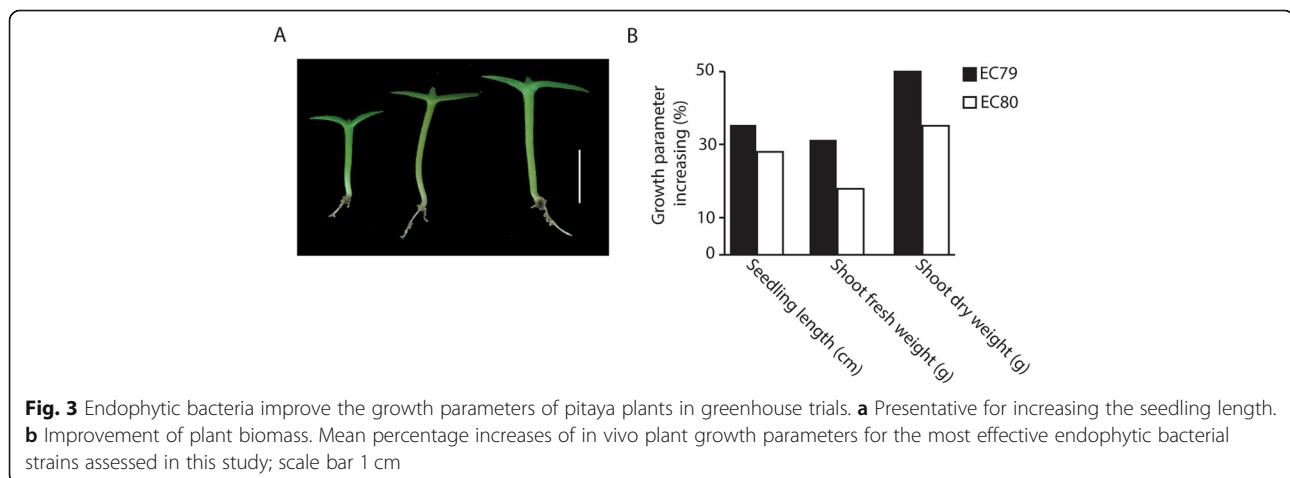 A
B
50
30
10
0
Growth parameter
increasing (%)
EC79
EC80
Seedling length (cm)
Shoot fresh weight (g)
Shoot dry weight (g)
Fig. 3 Endophytic bacteria improve the growth parameters of pitaya plants in greenhouse trials. a Presentative for increasing the seedling length.
b Improvement of plant biomass. Mean percentage increases of in vivo plant growth parameters for the most effective endophytic bacterial
strains assessed in this study; scale bar 1 cm